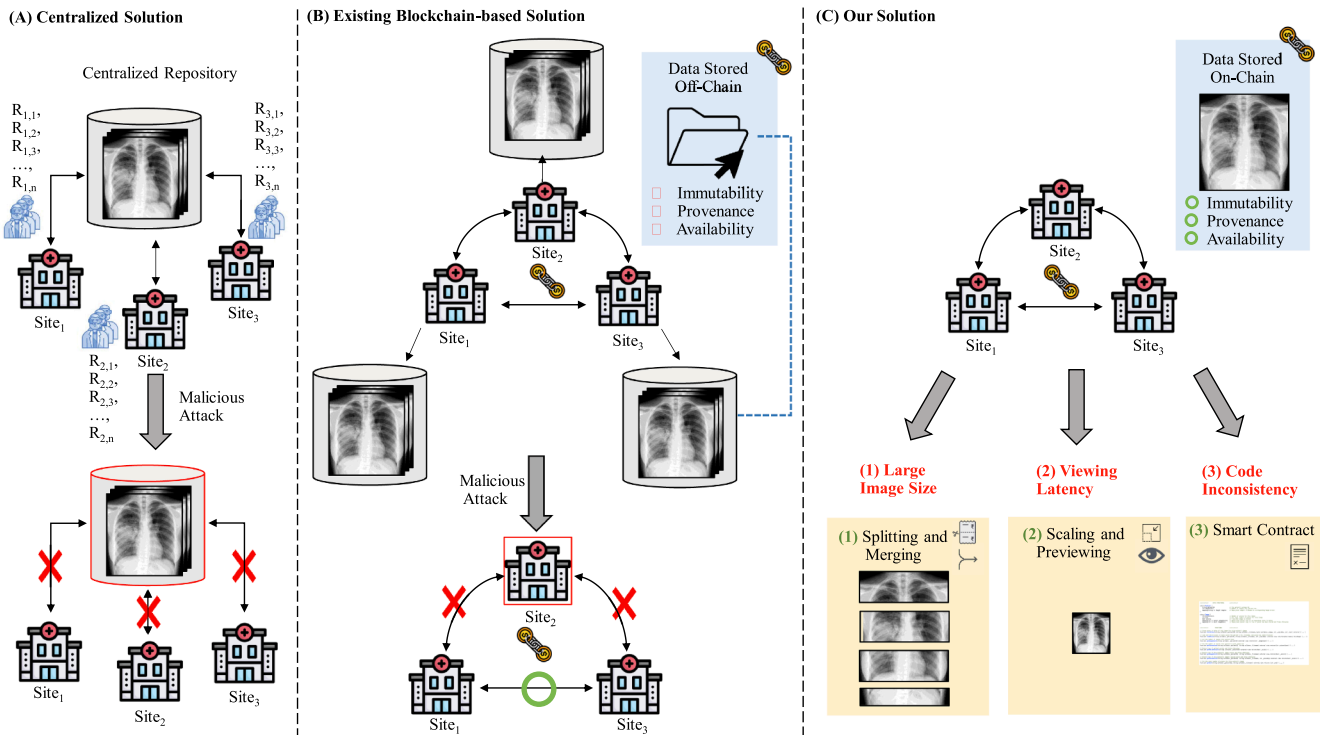 (A) Centralized Solution
Centralized Repository
R1,1,
R1,2,
R1,3,
…,
R1,n
R3,1,
R3,2,
R3,3,
…,
R3,n
Site1
Site3
Site2
R2,1,
R2,2,
R2,3,
…,
R2,n
Malicious
Attack
Site1
Site2
Site3
(B) Existing Blockchain-based Solution
Data Stored
Off-Chain
Immutability
Provenance
Availability
Site2
Site1
Site3
Malicious
Attack
Site2
Site1
Site3
(C) Our Solution
Data Stored
On-Chain
Immutability
Provenance
Availability
Site2
Site1
Site3
(1) Large
Image Size
(2) Viewing
Latency
(3) Code
Inconsistency
(1) Splitting and
Merging
(2) Scaling and
Previewing
(3) Smart Contract